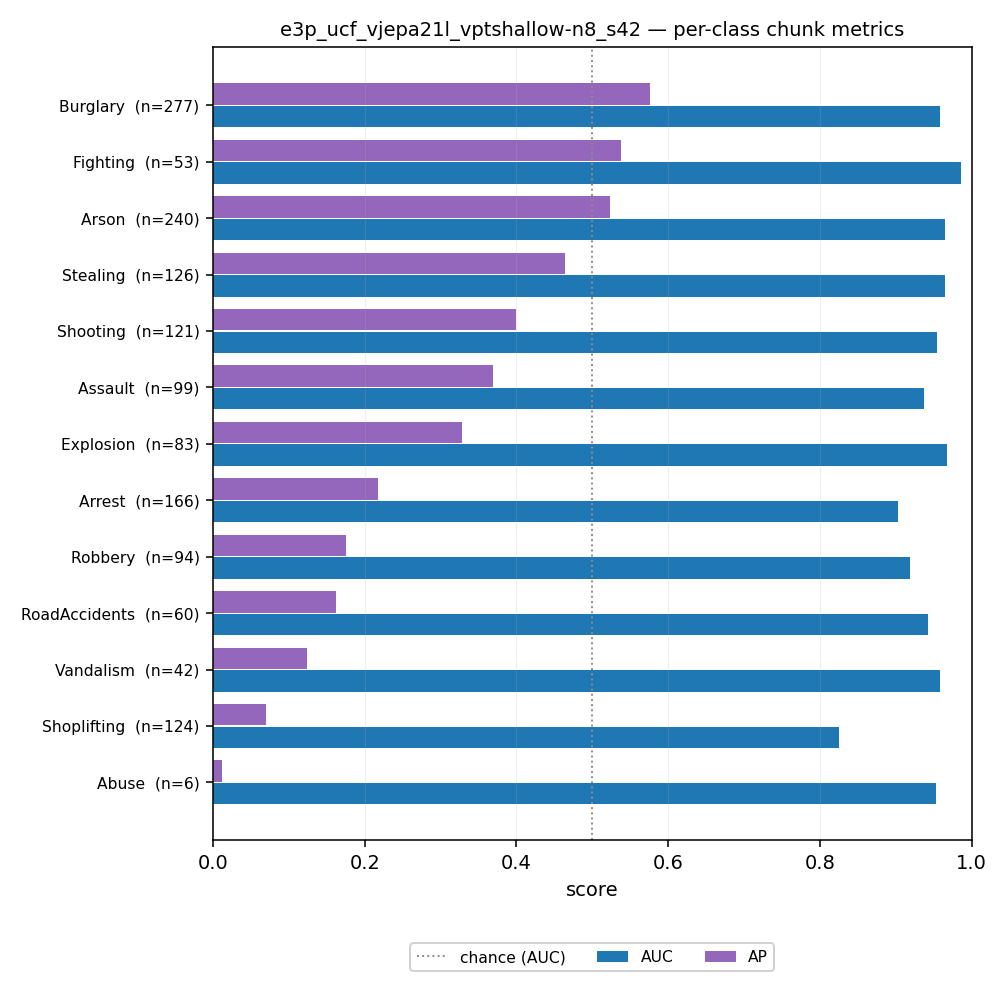 e3p_ucf_vjepa21l_vptshallow-n8_s42 — per-class chunk metrics
Burglary (n=277)
Fighting (n=53)
Arson (n=240)
Stealing (n=126)
Shooting (n=121)
Assault (n=99)
Explosion (n=83)
Arrest (n=166)
Robbery (n=94)
RoadAccidents (n=60)
Vandalism (n=42)
Shoplifting (n=124)
Abuse (n=6)
0.0 0.2 0.4 0.6 0.8 1.0
score
chance (AUC) AUC AP